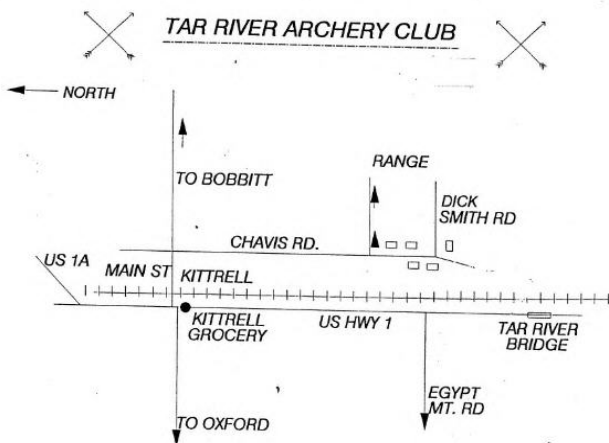 TAR RIVER ARCHERY CLUB
NORTH
RANGE
TO BOBBITT
DICK
SMITH RD
CHAVIS RD.
US 1A
MAIN ST
KITTRELL
KITTRELL
GROCERY
US HWY 1
TAR RIVER
BRIDGE
EGYPT
MT. RD
TO OXFORD